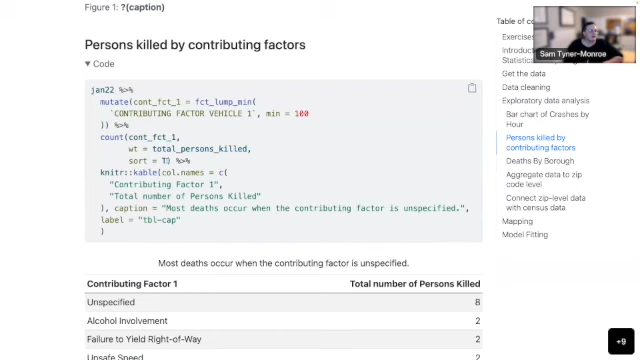 Figure 1: ?(caption)
Persons killed by contributing factors
▼ Code
jan22 %>%
mutate(cont_fct_1 = fct_lump_min(
`CONTRIBUTING FACTOR VEHICLE 1`, min = 100
)) %>%
count(cont_fct_1,
wt = total_persons_killed,
sort = T) %>%
knitr::kable(col.names = c(
"Contributing Factor 1",
"Total number of Persons Killed"
), caption = "Most deaths occur when the contributing factor is unspecified.",
label = "tbl-cap"
)
Most deaths occur when the contributing factor is unspecified.
Contributing Factor 1 Total number of Persons Killed
Unspecified 8
Alcohol Involvement 2
Failure to Yield Right-of-Way 2
Unsafe Speed 2
Table of
Exercises
Introduc
Statistica
Get the data
Data cleaning
Exploratory data analysis
Bar chart of Crashes by
Hour
Persons killed by
contributing factors
Deaths by Borough
Aggregate data to zip
code level
Connect zip-level data
with census data
Mapping
Model Fitting
Sam Tyner-Monroe
+9